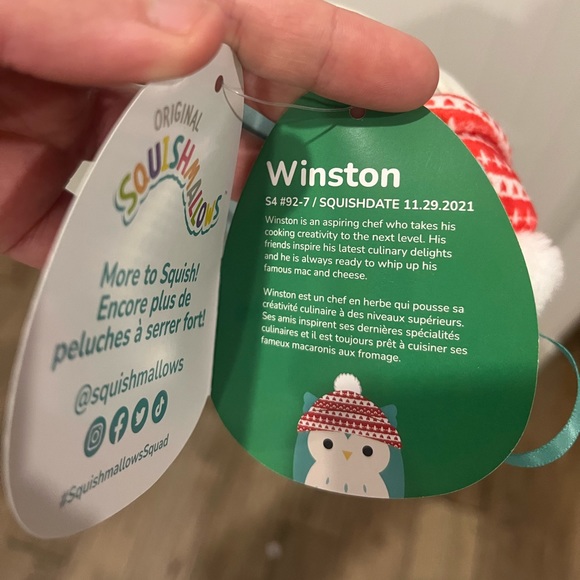 ORIGINAL
SQUISHMALLOWS
More to Squish!
Encore plus de
peluches à serrer fort!
@squishmallows
#SquishmallowsSquad
Winston
S4 #92-7 / SQUISHDATE 11.29.2021
Winston is an aspiring chef who takes his
cooking creativity to the next level. His
friends inspire his latest culinary delights
and he is always ready to whip up his
famous mac and cheese.
Winston est un chef en herbe qui pousse sa
créativité culinaire à des niveaux supérieurs.
Ses amis inspirent ses dernières spécialités
culinaires et il est toujours prêt à cuisiner ses
fameux macaronis aux fromage.